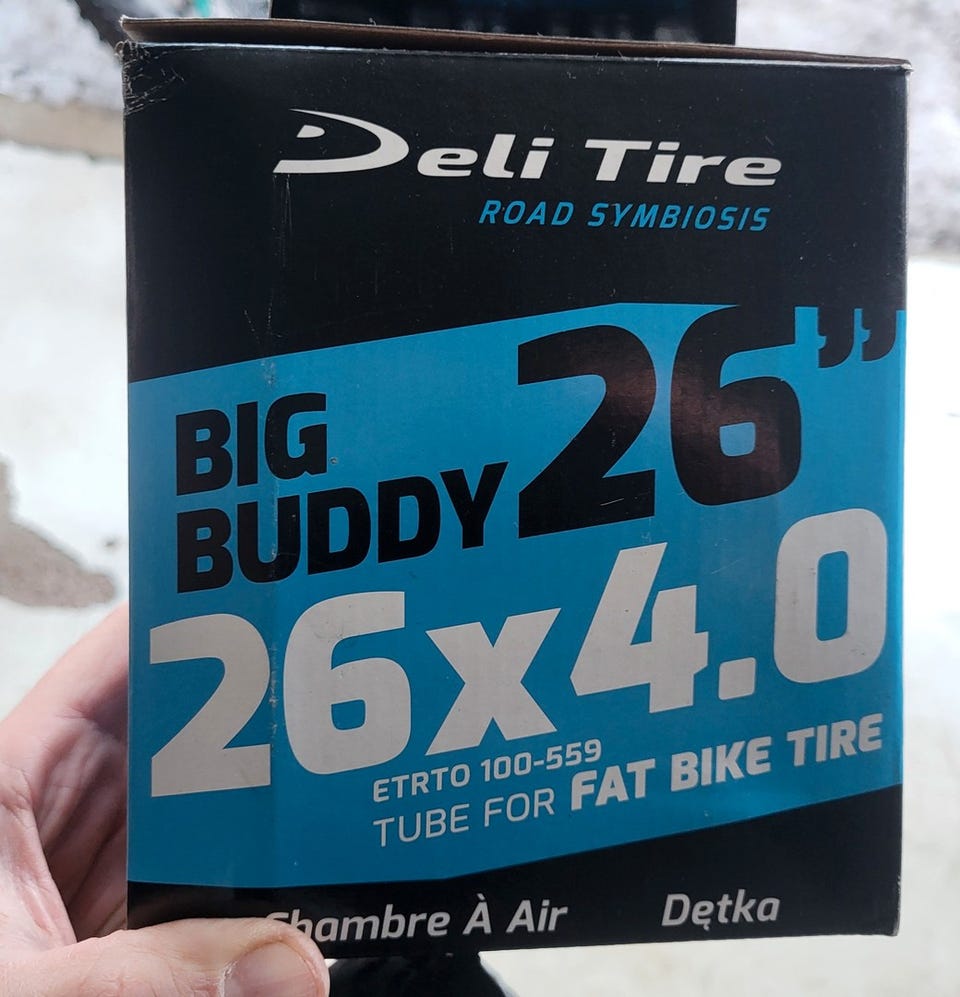 Deli Tire
ROAD SYMBIOSIS
BIG
BUDDY 26”
26x4.0
ETRTO 100-559
TUBE FOR FAT BIKE TIRE
Chambre À Air Dętka